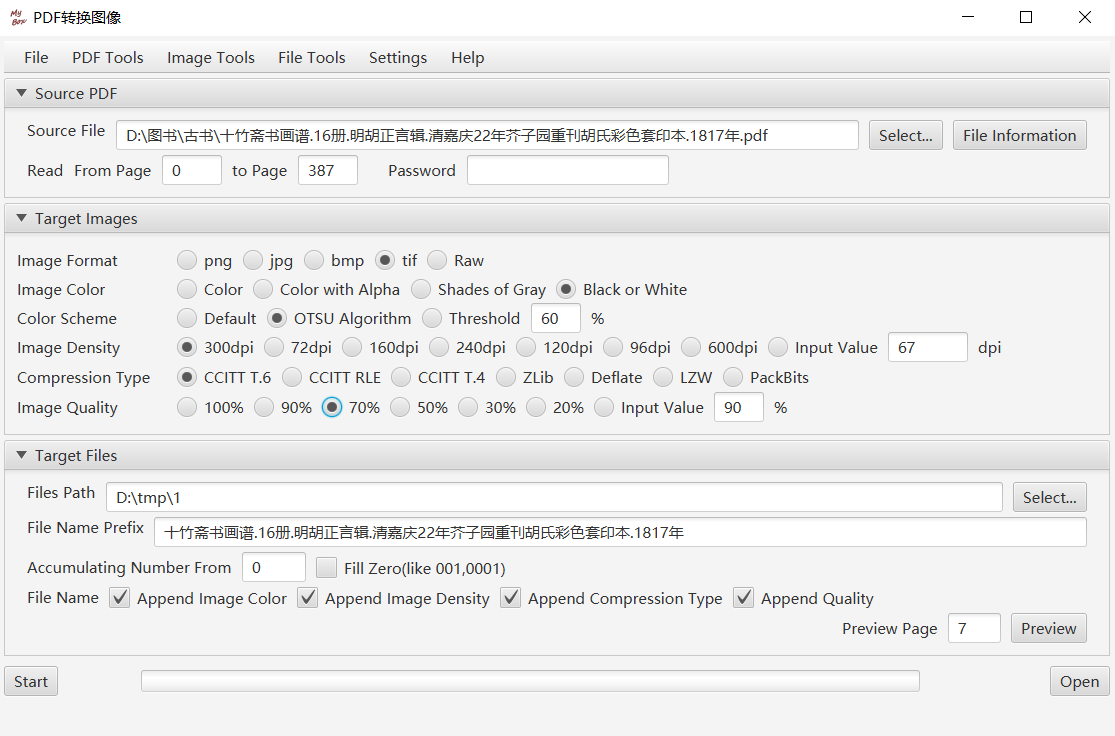 My Box PDF转换图像
File PDF Tools Image Tools File Tools Settings Help
Source PDF
Source File D:\图书\古书\十竹斋书画谱.16册.明胡正言辑.清嘉庆22年芥子园重刊胡氏彩色套印本.1817年.pdf Select... File Information
Read From Page 0 to Page 387 Password
Target Images
Image Format png jpg bmp tif Raw
Image Color Color Color with Alpha Shades of Gray Black or White
Color Scheme Default OTSU Algorithm Threshold 60 %
Image Density 300dpi 72dpi 160dpi 240dpi 120dpi 96dpi 600dpi Input Value 67 dpi
Compression Type CCITT T.6 CCITT RLE CCITT T.4 ZLib Deflate LZW PackBits
Image Quality 100% 90% 70% 50% 30% 20% Input Value 90 %
Target Files
Files Path D:\tmp\1 Select...
File Name Prefix 十竹斋书画谱.16册.明胡正言辑.清嘉庆22年芥子园重刊胡氏彩色套印本.1817年
Accumulating Number From 0 Fill Zero(like 001,0001)
File Name Append Image Color Append Image Density Append Compression Type Append Quality
Preview Page 7 Preview
Start Open